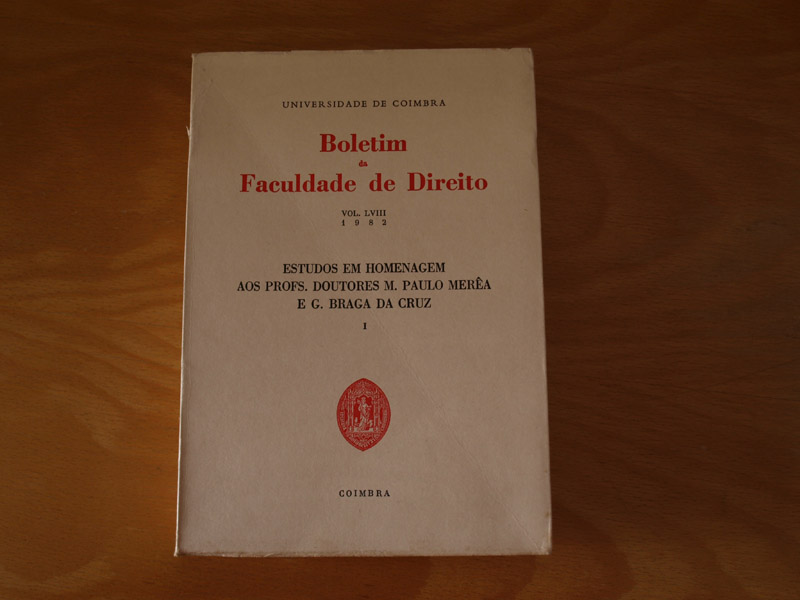 UNIVERSIDADE DE COIMBRA
Boletim
da
Faculdade de Direito
VOL. LVIII
1982
ESTUDOS EM HOMENAGEM
AOS PROFS. DOUTORES M. PAULO MERÊA
E G. BRAGA DA CRUZ
I
COIMBRA